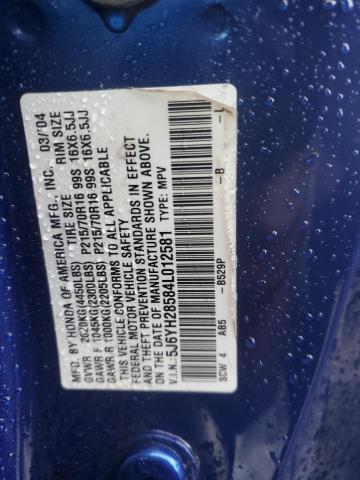 MFD. BY HONDA OF AMERICA MFG., INC. 03/'04
TIRE SIZE RIM SIZE
GVWR 2020KG(4450LBS) P215/70R16 99S 16X6.5JJ
GAWR F 1045KG(2300LBS) P215/70R16 99S 16X6.5JJ
GAWR R 1000KG(2205LBS)
THIS VEHICLE CONFORMS TO ALL APPLICABLE
FEDERAL MOTOR VEHICLE SAFETY
AND THEFT PREVENTION STANDARDS IN EFFECT
ON THE DATE OF MANUFACTURE SHOWN ABOVE.
V.I.N.: 5J6YH28584L012581 TYPE: MPV
SCW 4 AB5 -B529P -B -L